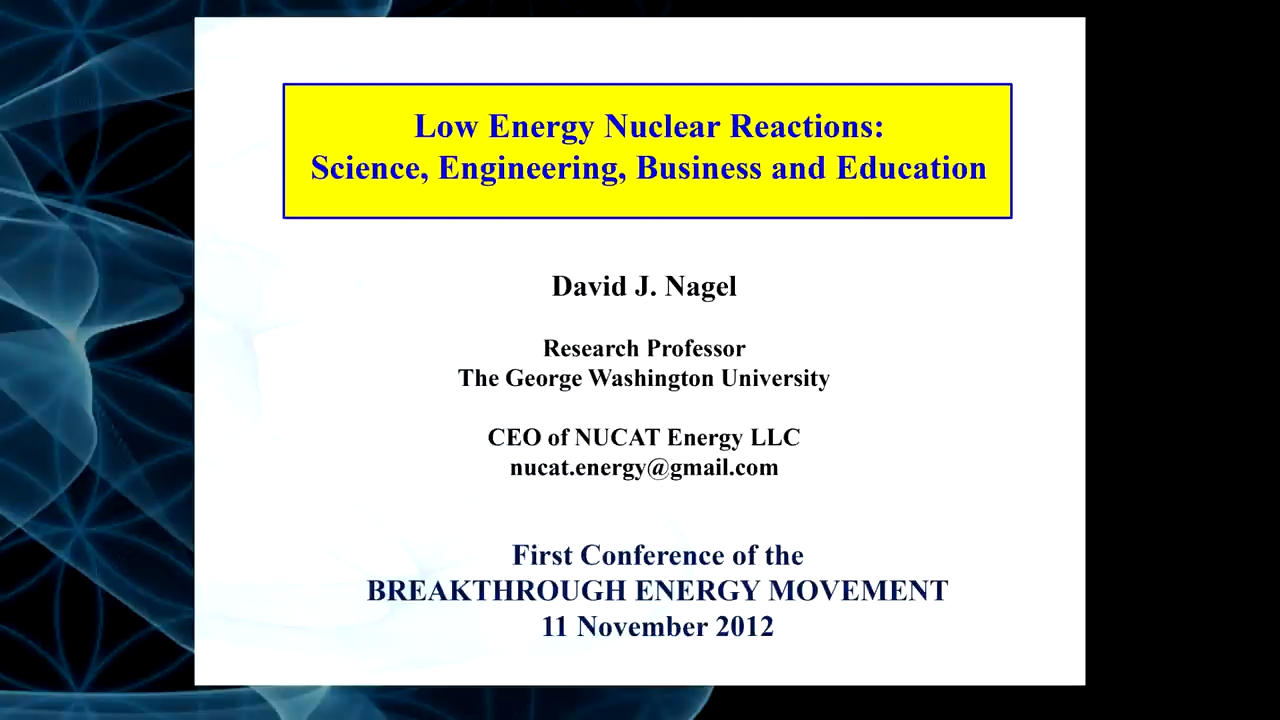 Low Energy Nuclear Reactions:
Science, Engineering, Business and Education
David J. Nagel
Research Professor
The George Washington University
CEO of NUCAT Energy LLC
nucat.energy@gmail.com
First Conference of the
BREAKTHROUGH ENERGY MOVEMENT
11 November 2012